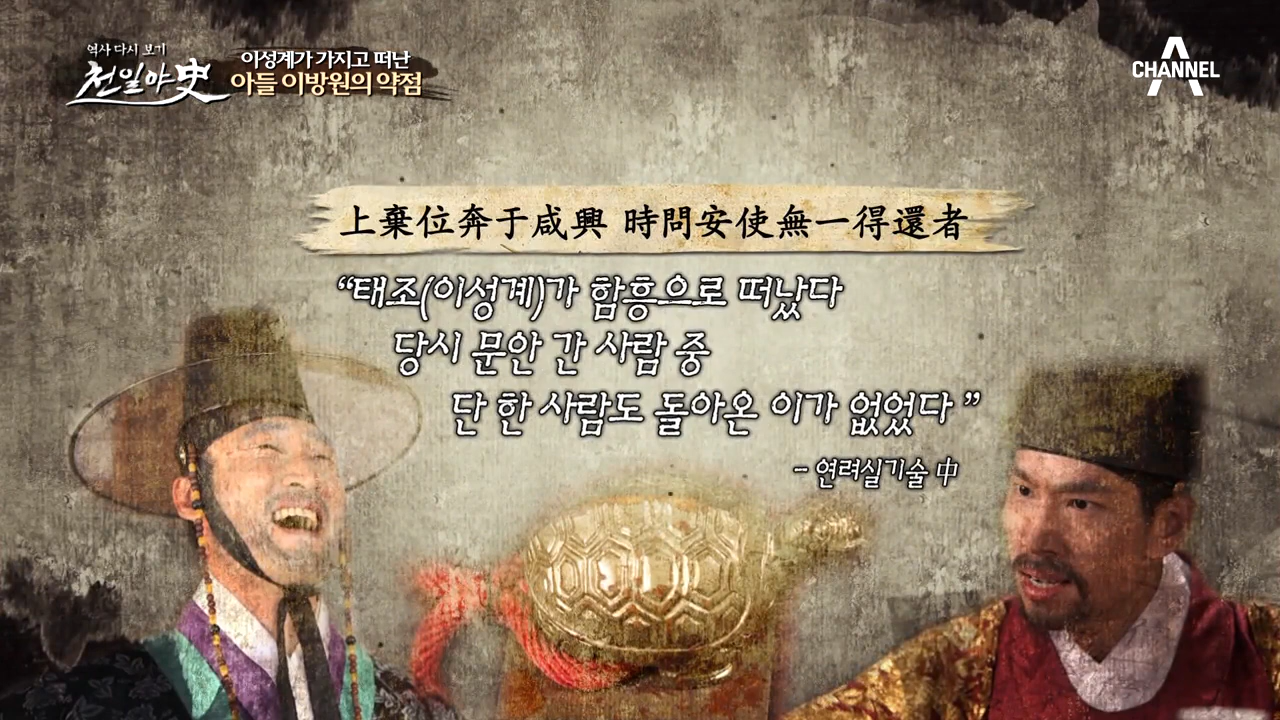 역사 다시 보기
천일야史
이성계가 가지고 떠난
아들 이방원의 약점
CHANNEL A
上棄位奔于咸興 時問安使無一得還者
“태조(이성계)가 함흥으로 떠났다
당시 문안 간 사람 중
단 한 사람도 돌아온 이가 없었다”
- 연려실기술 中